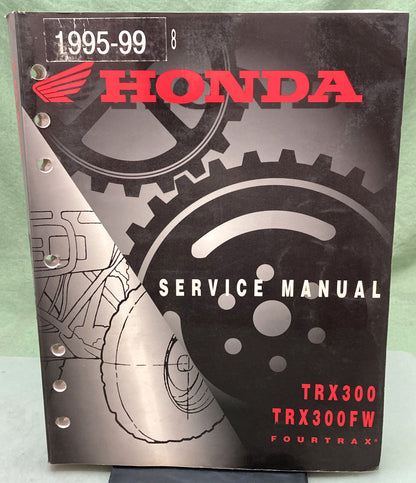 1995-99 8
HONDA
SERVICE MANUAL
TRX300
TRX300FW
FOURTRAX®